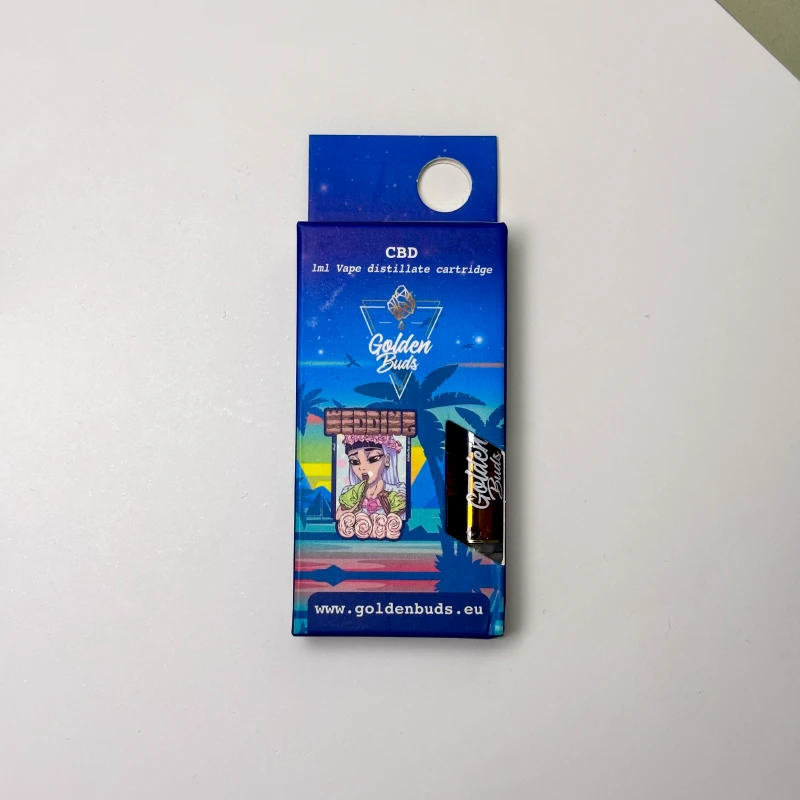 CBD
1ml Vape distillate cartridge
Golden
Buds
WEDDING
CAKE
Golden
Buds
www.goldenbuds.eu